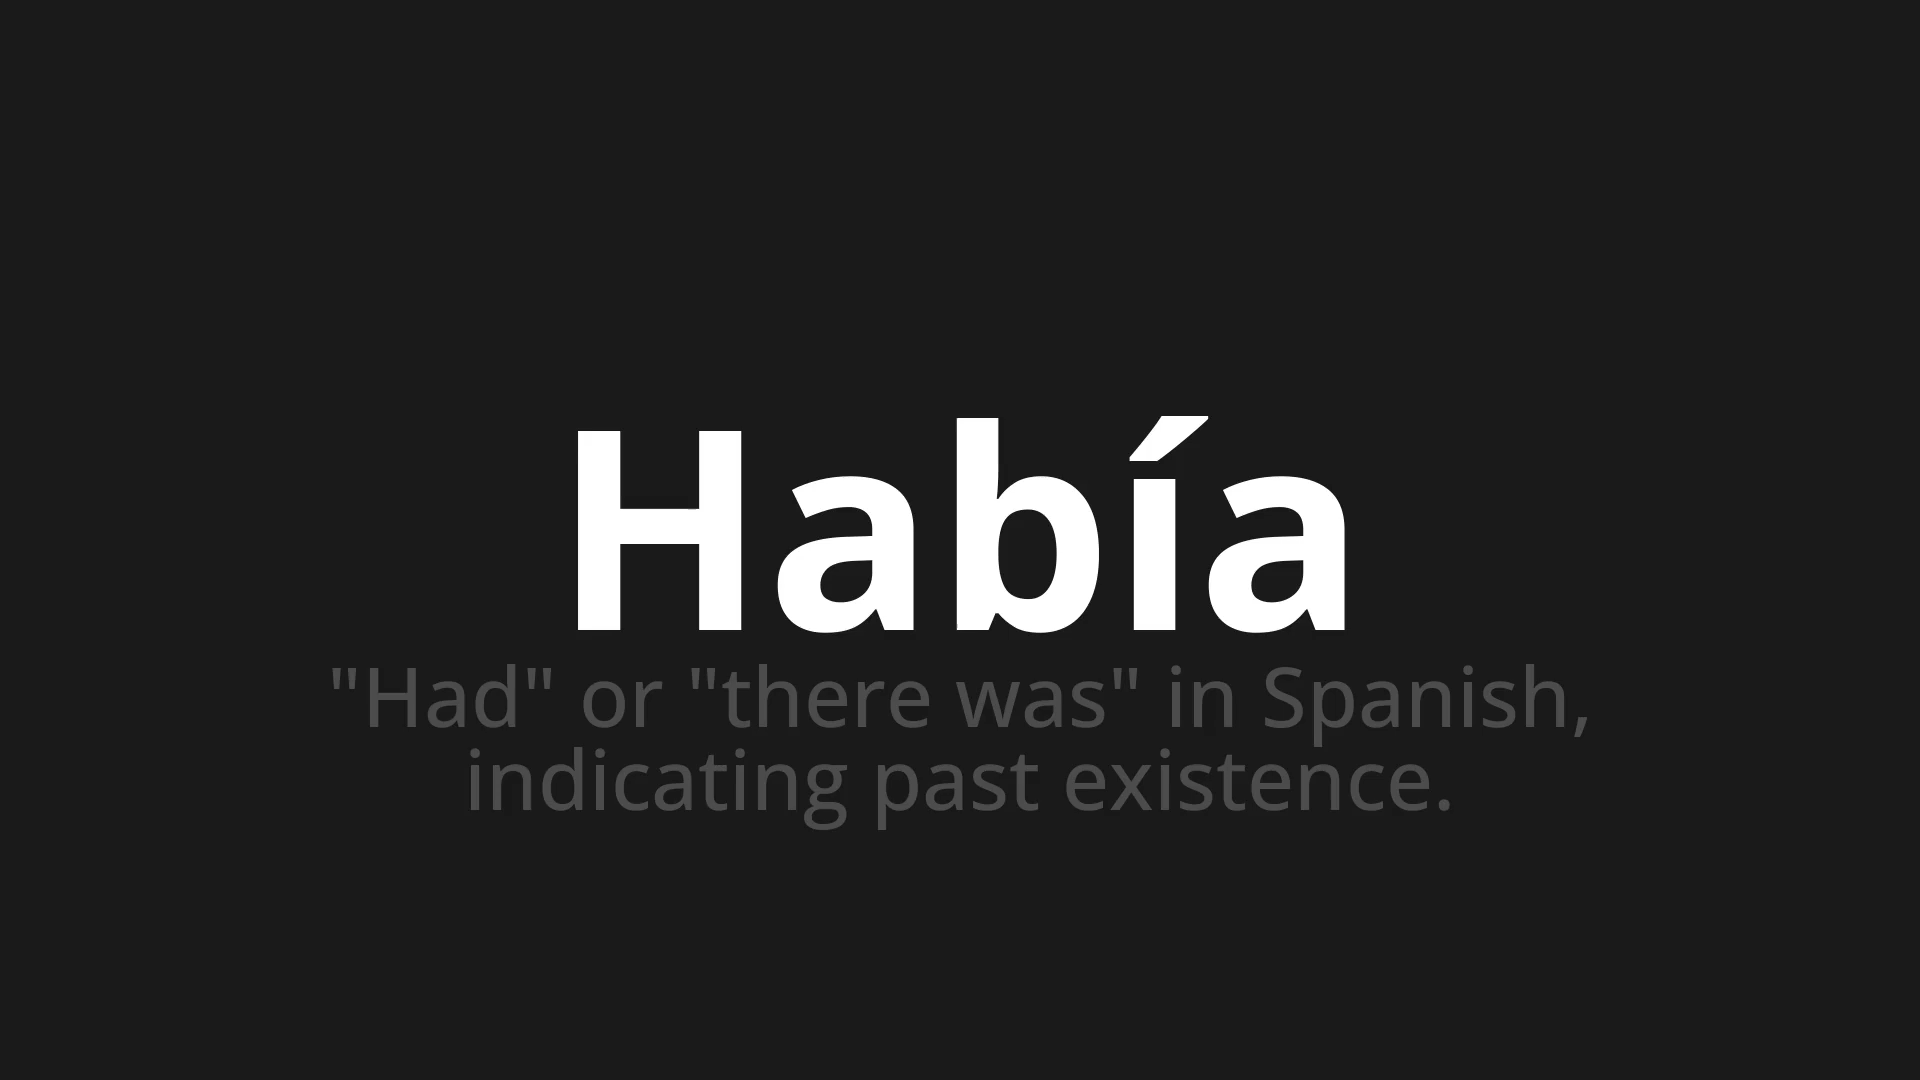 Había
"Had" or "there was" in Spanish,
indicating past existence.